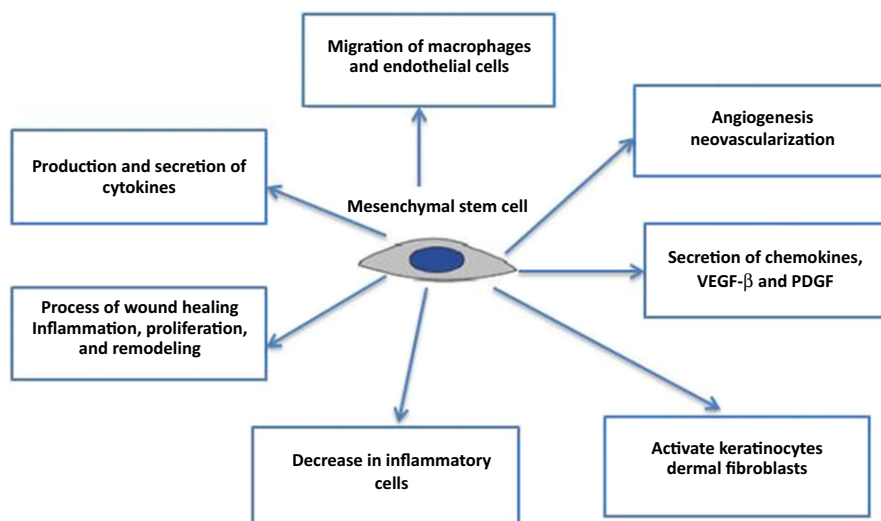 Migration of macrophages
and endothelial cells
Angiogenesis
neovascularization
Production and secretion of
cytokines
Mesenchymal stem cell
Secretion of chemokines,
VEGF-β and PDGF
Process of wound healing
Inflammation, proliferation,
and remodeling
Decrease in inflammatory
cells
Activate keratinocytes
dermal fibroblasts